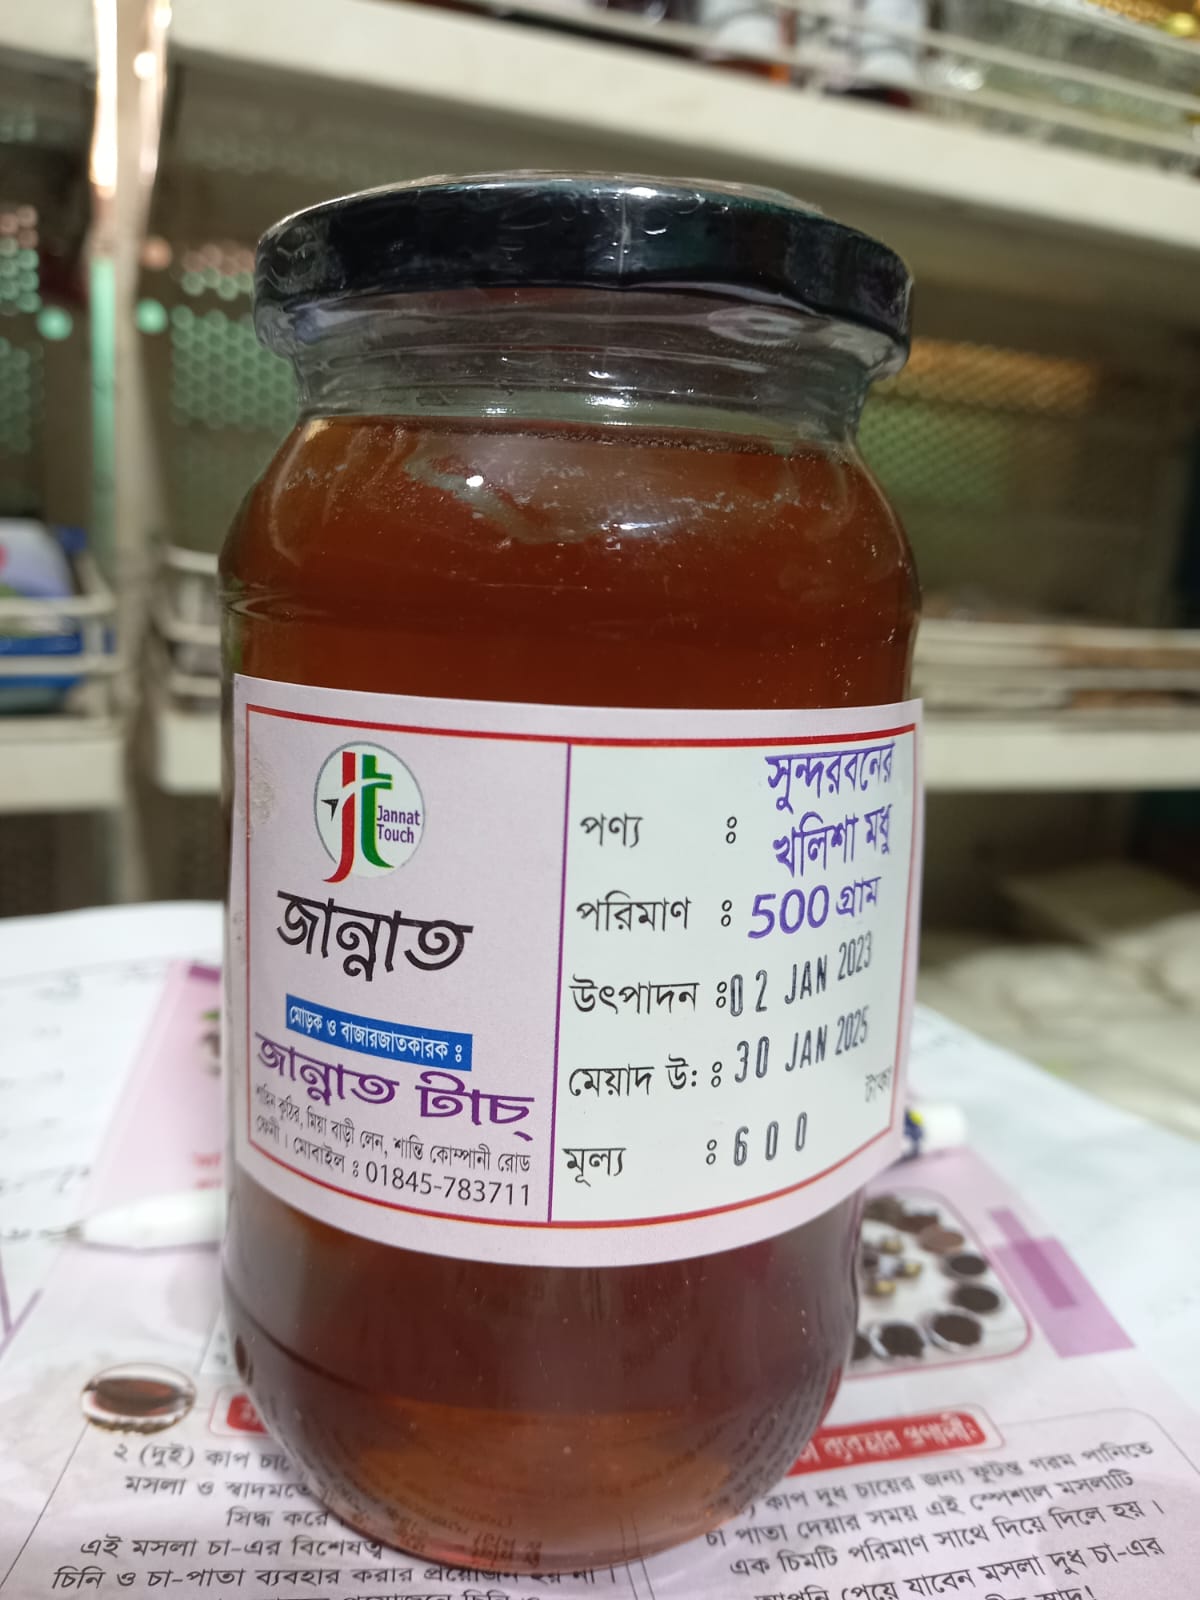 Jannat
Touch
জান্নাত
মোড়ক ও বাজারজাতকারক :
জান্নাত টাচ্
শাহিন কুঠির, মিয়া বাড়ী লেন, শান্তি কোম্পানী রোড
ফেনী। মোবাইল : 01845-783711
পণ্য : সুন্দরবনের
খলিশা মধু
পরিমাণ : 500 গ্রাম
উৎপাদন : 02 JAN 2023
মেয়াদ উ: : 30 JAN 2025
মূল্য : 600 টাকা
২ (দুই) কাপ
মসলা ও
সিদ্ধ করে
এই মসলা চা-এর বিশেষত্ব
চিনি ও চা-পাতা ব্যবহার করার প্রয়োজন হয় না।
ব্যবহার প্রণালী:
কাপ দুধ চায়ের জন্য ফুটন্ত গরম পানিতে
চা পাতা দেয়ার সময় এই স্পেশাল মসলাটি
এক চিমটি পরিমাণ সাথে দিয়ে দিলে হয়।
আপনি পেয়ে যাবেন মসলা দুধ চা-এর